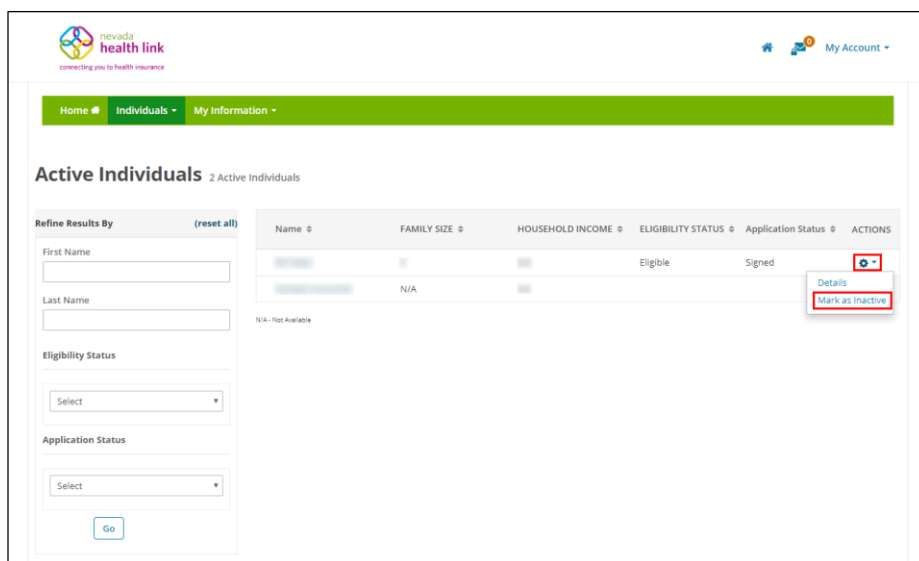 nevada
health link
connecting you to health insurance
0
My Account
Home
Individuals
My Information
Active Individuals 2 Active Individuals
Refine Results By (reset all)
First Name
Last Name
Eligibility Status
Select
Application Status
Select
Go
Name FAMILY SIZE HOUSEHOLD INCOME ELIGIBILITY STATUS Application Status ACTIONS
Eligible Signed
Details
N/A
Mark as Inactive
N/A - Not Available